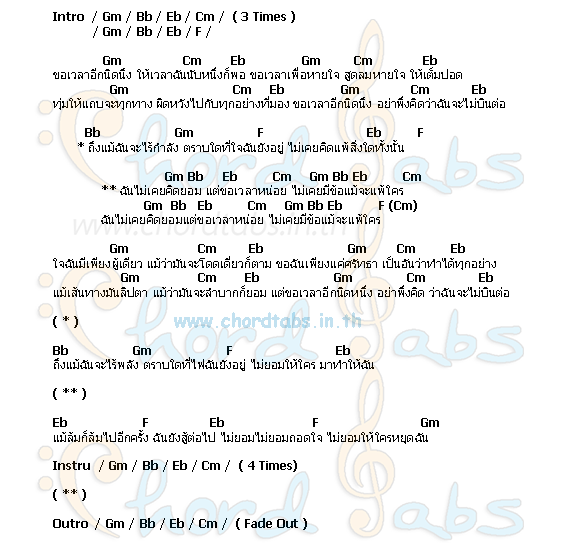 Intro / Gm / Bb / Eb / Cm / ( 3 Times )
/ Gm / Bb / Eb / F /
Gm Cm Eb Gm Cm Eb
ขอเวลาอีกนิดนึง ให้เวลาฉันนับหนึ่งก็พอ ขอเวลาเพื่อหายใจ สูดลมหายใจ ให้เต็มปอด
Gm Cm Eb Gm Cm Eb
ทุ่มให้แถบจะทุกทาง ผิดหวังไปกับทุกอย่างที่มอง ขอเวลาอีกนิดนึง อย่าพึ่งคิดว่าฉันจะไม่บินต่อ
Bb Gm F Eb F
* ถึงแม้ฉันจะไร้กำลัง ตราบใดที่ใจฉันยังอยู่ ไม่เคยคิดแพ้สิ่งใดทั้งนั้น
Gm Bb Eb Cm Gm Bb Eb Cm
** ฉันไม่เคยคิดยอม แต่ขอเวลาหน่อย ไม่เคยมีข้อแม้จะแพ้ใคร
Gm Bb Eb Cm Gm Bb Eb F (Cm)
ฉันไม่เคยคิดยอมแต่ขอเวลาหน่อย ไม่เคยมีข้อแม้จะแพ้ใคร
www.chordtabs.in.th
Gm Cm Eb Gm Cm Eb
ใจฉันมีเพียงผู้เดียว แม้ว่ามันจะโดดเดี่ยวก็ตาม ขอฉันเพียงแค่ศรัทธา เป็นอันว่าทำได้ทุกอย่าง
Gm Cm Eb Gm Cm Eb
แม้เส้นทางมันลิปตา แม้ว่ามันจะลำบากก็ยอม แต่ขอเวลาอีกนิดหนึ่ง อย่าพึ่งคิด ว่าฉันจะไม่บินต่อ
( * ) www.chordtabs.in.th
Bb Gm F Eb
ถึงแม้ฉันจะไร้พลัง ตราบใดที่ไฟฉันยังอยู่ ไม่ยอมให้ใคร มาทำให้ฉัน
( ** )
Eb F Eb F Gm
แม้ล้มก็ล้มไปอีกครั้ง ฉันยังสู้ต่อไป ไม่ยอมไม่ยอมถอดใจ ไม่ยอมให้ใครหยุดฉัน
Instru / Gm / Bb / Eb / Cm / ( 4 Times)
( ** )
Outro / Gm / Bb / Eb / Cm / ( Fade Out )
Chord Tabs
Chord Tabs
Chord Tabs